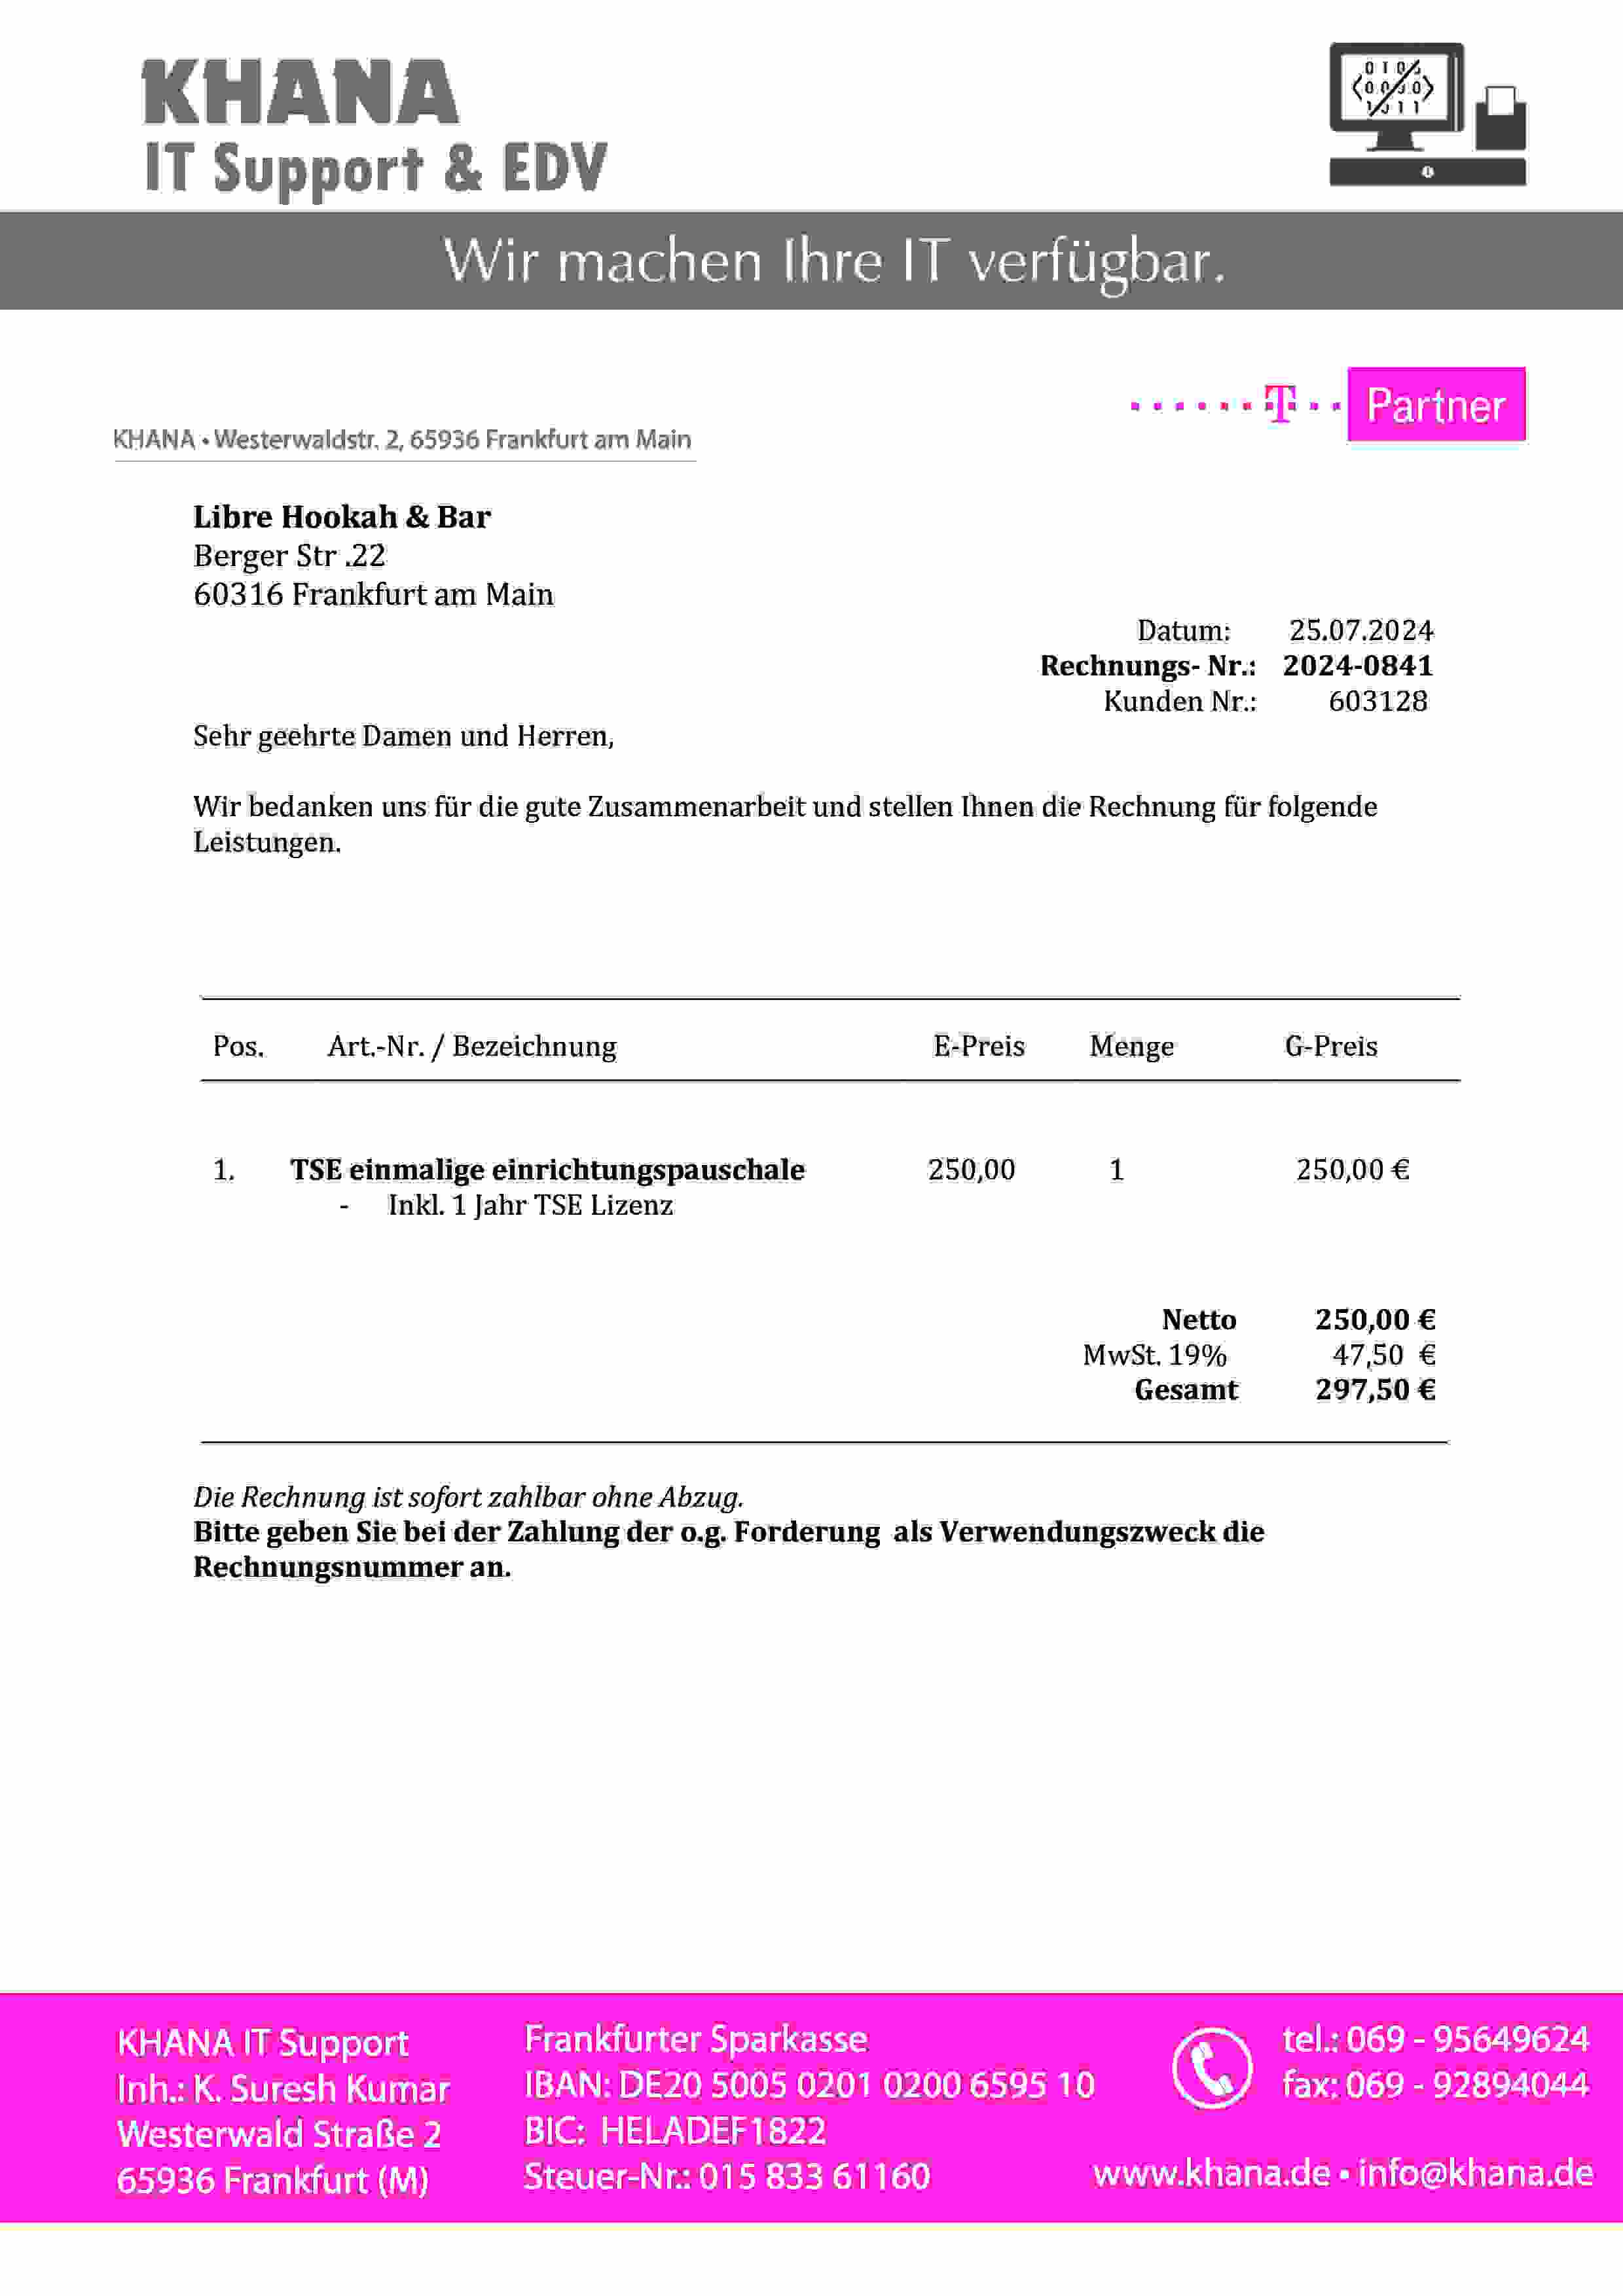 KHANA
IT Support & EDV
Wir machen Ihre IT verfügbar.
T Partner
KHANA • Westerwaldstr. 2, 65936 Frankfurt am Main
Libre Hookah & Bar
Berger Str .22
60316 Frankfurt am Main
Datum: 25.07.2024
Rechnungs- Nr.: 2024-0841
Kunden Nr.: 603128
Sehr geehrte Damen und Herren,
Wir bedanken uns für die gute Zusammenarbeit und stellen Ihnen die Rechnung für folgende
Leistungen.
Pos. Art.-Nr. / Bezeichnung E-Preis Menge G-Preis
1. TSE einmalige einrichtungspauschale 250,00 1 250,00 €
- Inkl. 1 Jahr TSE Lizenz
Netto 250,00 €
MwSt. 19% 47,50 €
Gesamt 297,50 €
Die Rechnung ist sofort zahlbar ohne Abzug.
Bitte geben Sie bei der Zahlung der o.g. Forderung als Verwendungszweck die
Rechnungsnummer an.
KHANA IT Support
Inh.: K. Suresh Kumar
Westerwald Straße 2
65936 Frankfurt (M)
Frankfurter Sparkasse
IBAN: DE20 5005 0201 0200 6595 10
BIC: HELADEF1822
Steuer-Nr.: 015 833 61160
tel.: 069 - 95649624
fax: 069 - 92894044
www.khana.de • info@khana.de